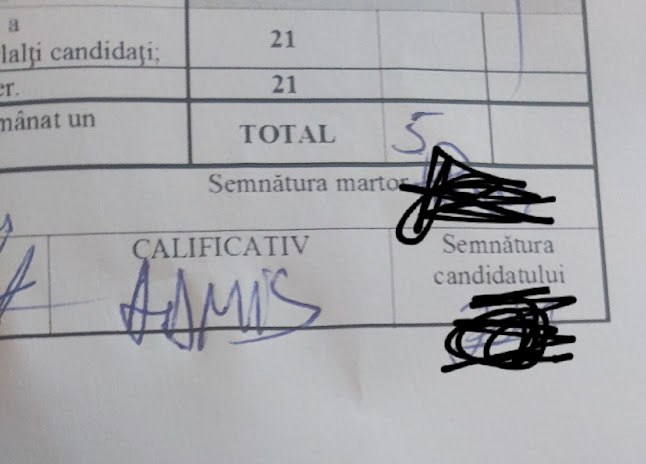 a
lalți candidați;
21
er.
21
mânat un
TOTAL
5
Semnătura martor
CALIFICATIV
ADMIS
Semnătura
candidatului